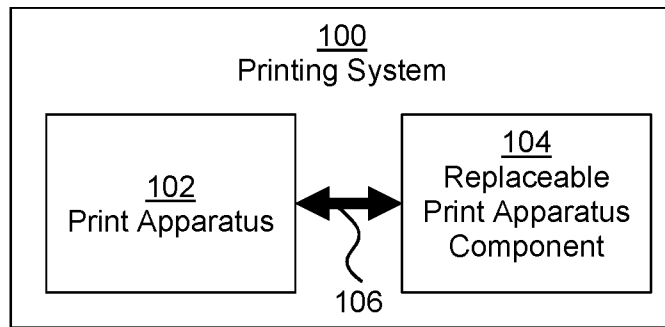 100
Printing System
102
Print Apparatus
104
Replaceable
Print Apparatus
Component
106